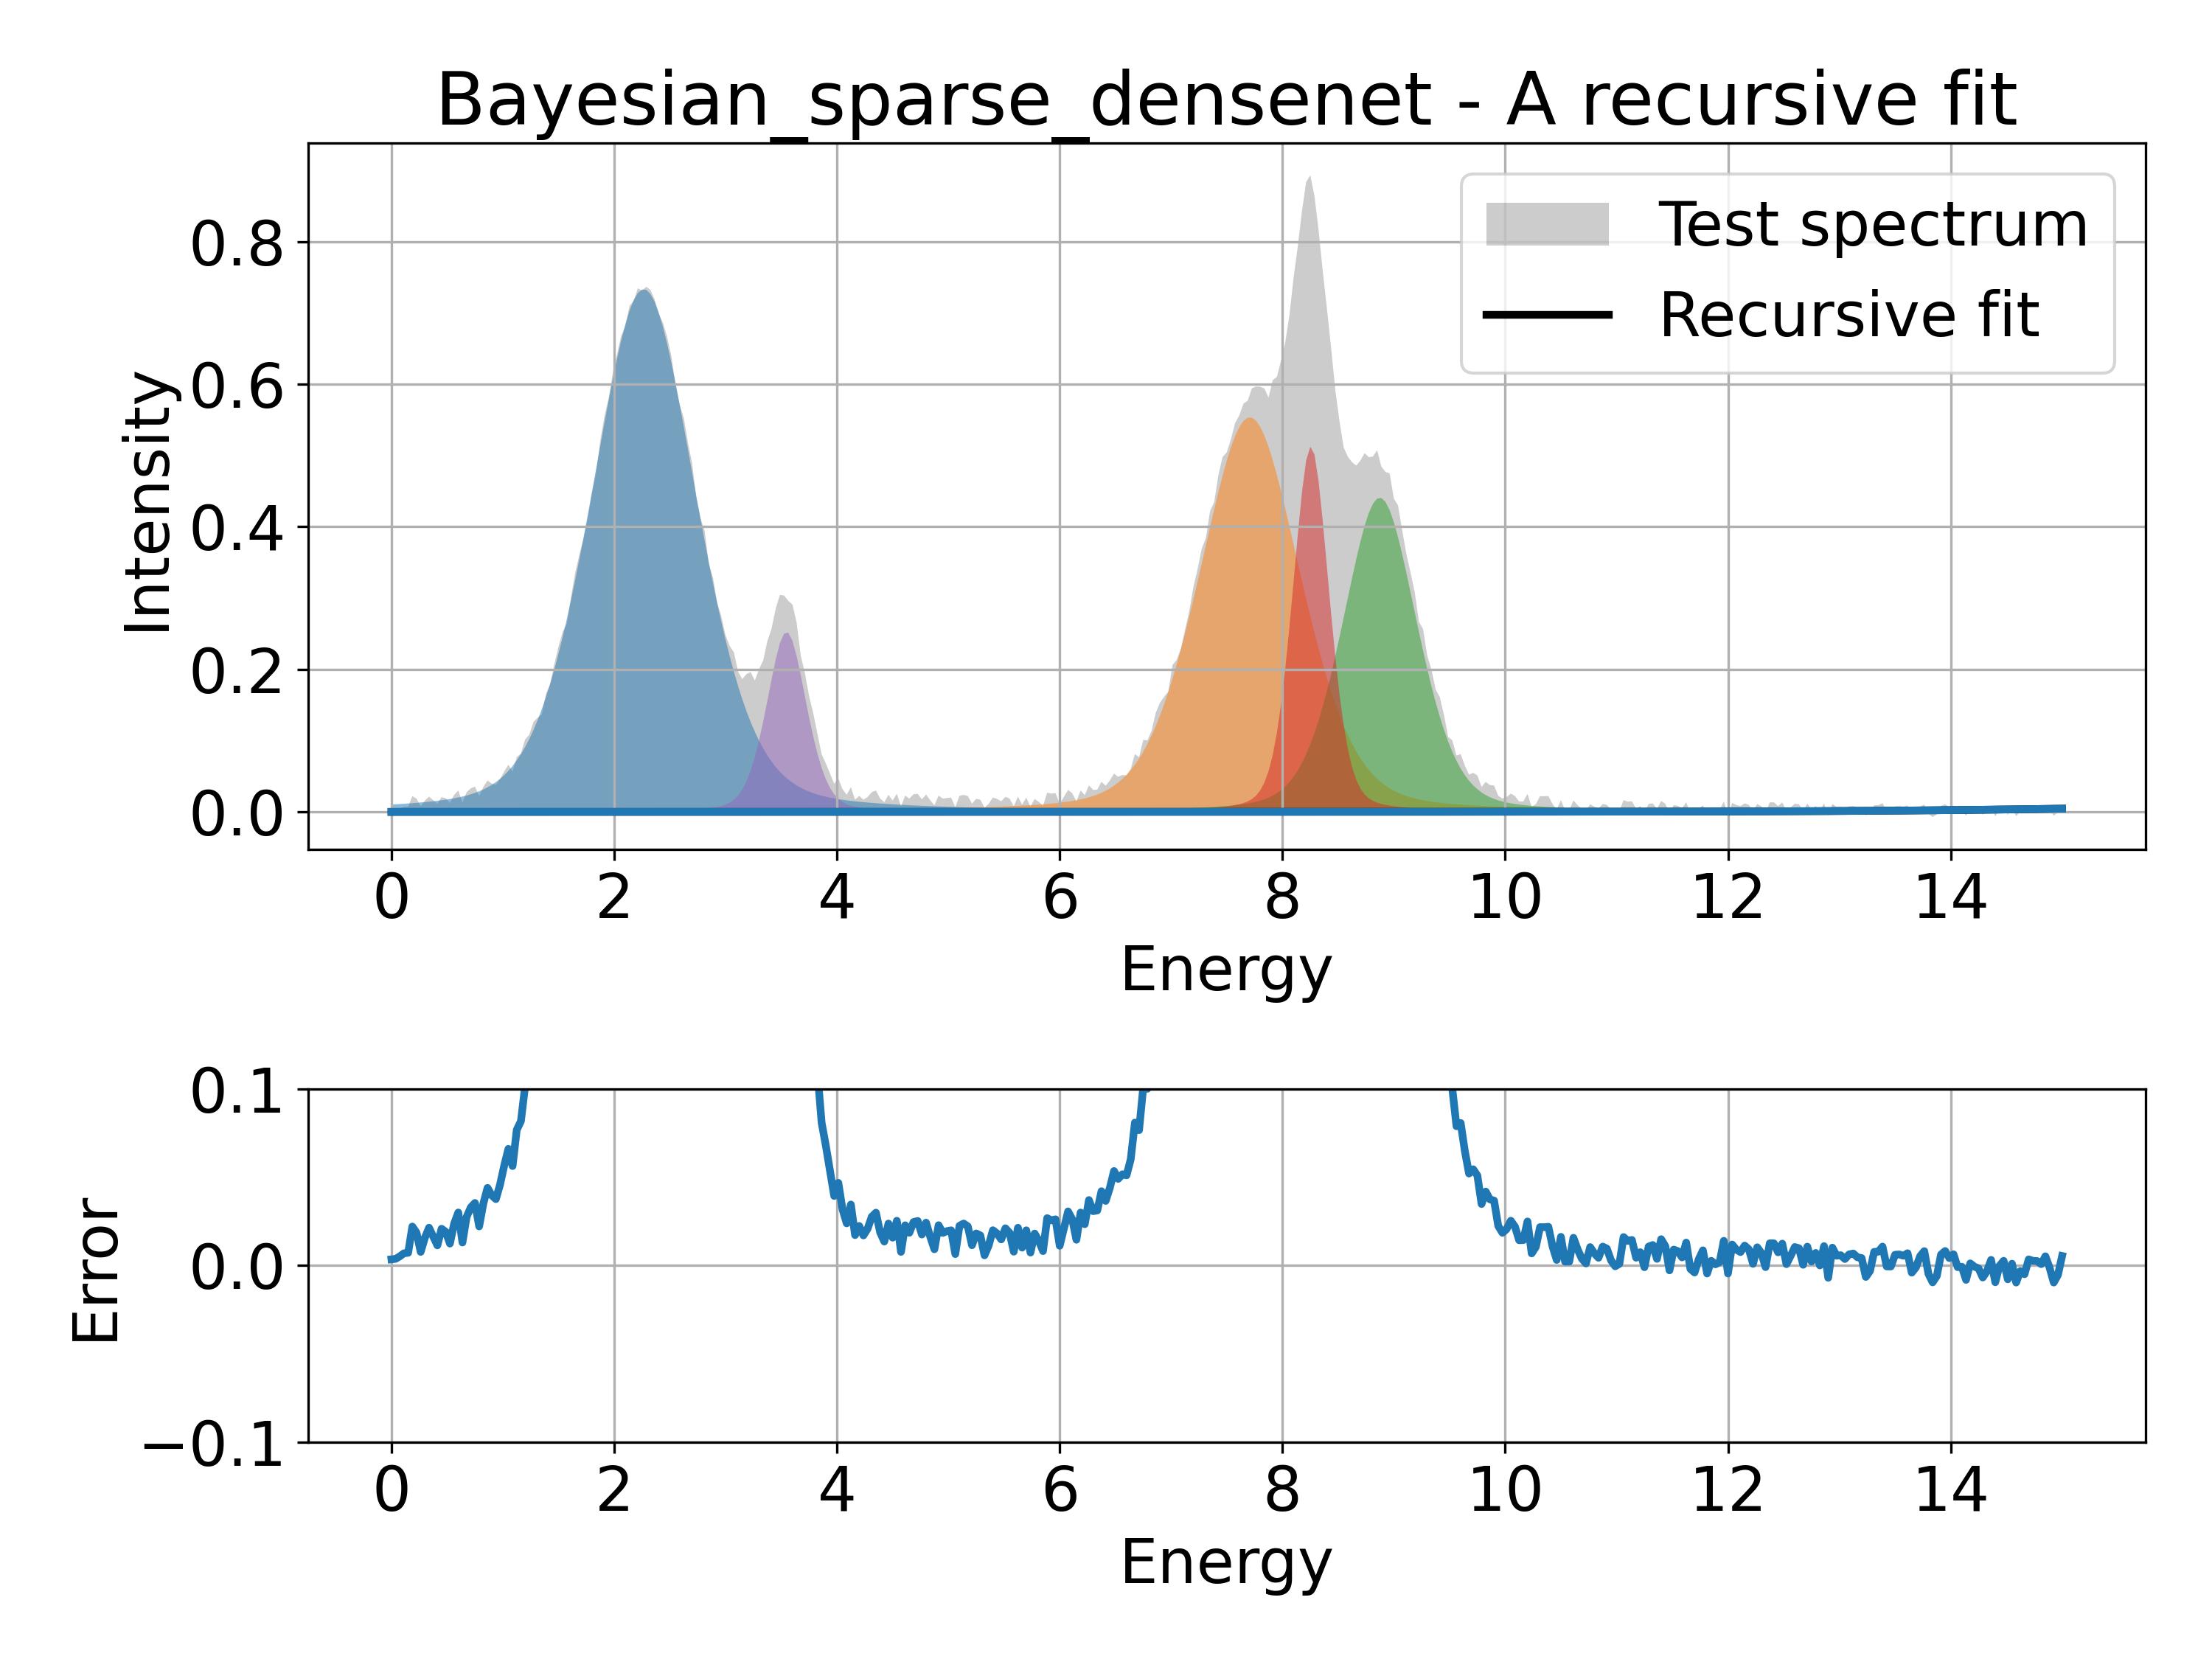 Bayesian_sparse_densenet - A recursive fit
Test spectrum
Recursive fit
Intensity
0.8
0.6
0.4
0.2
0.0
0 2 4 6 8 10 12 14
Energy
Error
0.1
0.0
−0.1
0 2 4 6 8 10 12 14
Energy